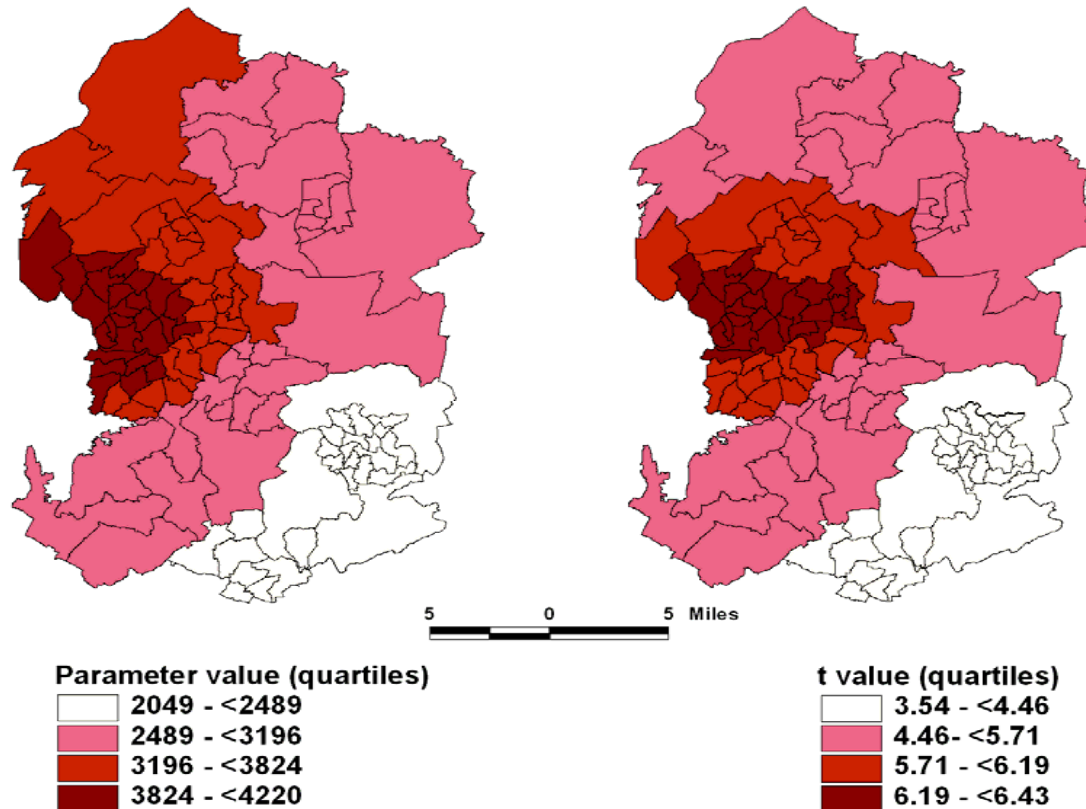 5 0 5 Miles
Parameter value (quartiles)
2049 - <2489
2489 - <3196
3196 - <3824
3824 - <4220
t value (quartiles)
3.54 - <4.46
4.46- <5.71
5.71 - <6.19
6.19 - <6.43